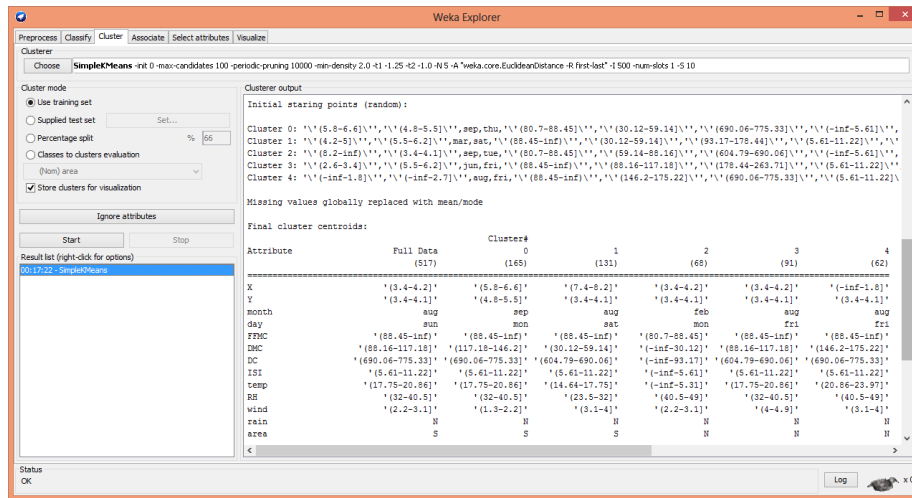 Weka Explorer
Preprocess Classify Cluster Associate Select attributes Visualize
Clusterer
Choose SimpleKMeans -init 0 -max-candidates 100 -periodic-pruning 10000 -min-density 2.0 -t1 -1.25 -t2 -1.0 -N 5 -A "weka.core.EuclideanDistance -R first-last" -I 500 -num-slots 1 -S 10
Cluster mode
Use training set
Supplied test set Set...
Percentage split % 66
Classes to clusters evaluation
(Nom) area
Store clusters for visualization
Ignore attributes
Start Stop
Result list (right-click for options)
00:17:22 - SimpleKMeans
Clusterer output
Initial staring points (random):
Cluster 0: '\'(5.8-6.6]\'','\'(4.8-5.5]\'',sep,thu,'\'(80.7-88.45]\'','\'(30.12-59.14]\'','\'(690.06-775.33]\'','\'(-inf-5.61]\'',
Cluster 1: '\'(4.2-5]\'','\'(5.5-6.2]\'',mar,sat,'\'(88.45-inf)\'','\'(30.12-59.14]\'','\'(93.17-178.44]\'','\'(5.61-11.22]\'',
Cluster 2: '\'(8.2-inf)\'','\'(3.4-4.1]\'',sep,tue,'\'(80.7-88.45]\'','\'(59.14-88.16]\'','\'(604.79-690.06]\'','\'(-inf-5.61]\'',
Cluster 3: '\'(2.6-3.4]\'','\'(5.5-6.2]\'',jun,fri,'\'(88.45-inf)\'','\'(88.16-117.18]\'','\'(178.44-263.71]\'','\'(5.61-11.22]\'
Cluster 4: '\'(-inf-1.8]\'','\'(-inf-2.7]\'',aug,fri,'\'(88.45-inf)\'','\'(146.2-175.22]\'','\'(690.06-775.33]\'','\'(5.61-11.22]\
Missing values globally replaced with mean/mode
Final cluster centroids:
Cluster#
Attribute Full Data 0 1 2 3 4
(517) (165) (131) (68) (91) (62)
X '(3.4-4.2]' '(5.8-6.6]' '(7.4-8.2]' '(3.4-4.2]' '(3.4-4.2]' '(-inf-1.8]'
Y '(3.4-4.1]' '(4.8-5.5]' '(3.4-4.1]' '(3.4-4.1]' '(3.4-4.1]' '(3.4-4.1]'
month aug sep aug feb aug aug
day sun mon sat mon fri fri
FFMC '(88.45-inf)' '(88.45-inf)' '(88.45-inf)' '(80.7-88.45]' '(88.45-inf)' '(88.45-inf)'
DMC '(88.16-117.18]' '(117.18-146.2]' '(30.12-59.14]' '(-inf-30.12]' '(88.16-117.18]' '(146.2-175.22]'
DC '(690.06-775.33]' '(690.06-775.33]' '(604.79-690.06]' '(-inf-93.17]' '(604.79-690.06]' '(690.06-775.33]'
ISI '(5.61-11.22]' '(5.61-11.22]' '(5.61-11.22]' '(-inf-5.61]' '(5.61-11.22]' '(5.61-11.22]'
temp '(17.75-20.86]' '(17.75-20.86]' '(14.64-17.75]' '(-inf-5.31]' '(17.75-20.86]' '(20.86-23.97]'
RH '(32-40.5]' '(32-40.5]' '(23.5-32]' '(40.5-49]' '(32-40.5]' '(40.5-49]'
wind '(2.2-3.1]' '(1.3-2.2]' '(3.1-4]' '(2.2-3.1]' '(4-4.9]' '(3.1-4]'
rain N N N N N N
area S S S N N N
Status
OK
Log x 0